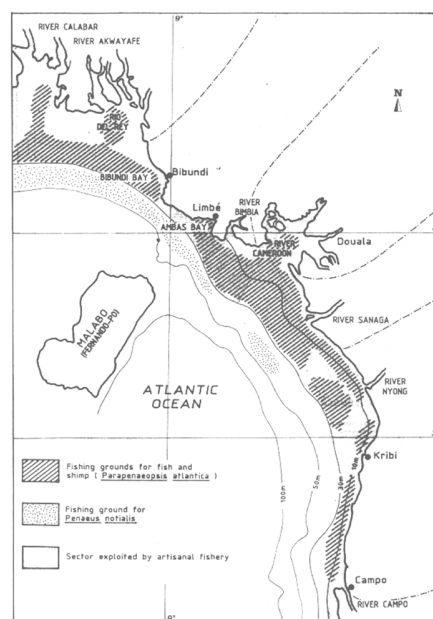 RIVER CALABAR
RIVER AKWAYAFE
9°
N
RIO
DEL REY
BIBUNDI BAY
Bibundi
Limbé
RIVER
BIMBIA
AMBAS BAY
RIVER
CAMEROON
Douala
MALABO
(FERNANDO-PO)
RIVER SANAGA
ATLANTIC
OCEAN
RIVER
NYONG
Kribi
100m
50m
30m
10m
Fishing grounds for fish and
shimp ( Parapenaeopsis atlantica )
Fishing ground for
Penaeus notialis
Sector exploited by artisanal fishery
Campo
RIVER CAMPO
9°